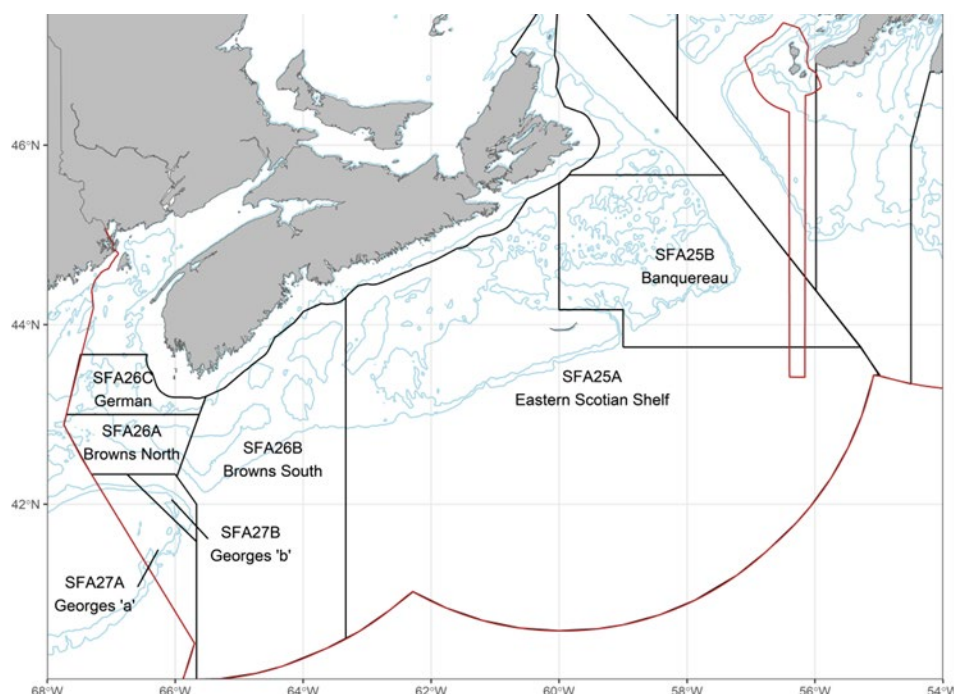 46°N
SFA25B
Banquereau
44°N
SFA26C
German
SFA25A
Eastern Scotian Shelf
SFA26A
Browns North
SFA26B
Browns South
42°N
SFA27B
Georges 'b'
SFA27A
Georges 'a'
68°W 66°W 64°W 62°W 60°W 58°W 56°W 54°W